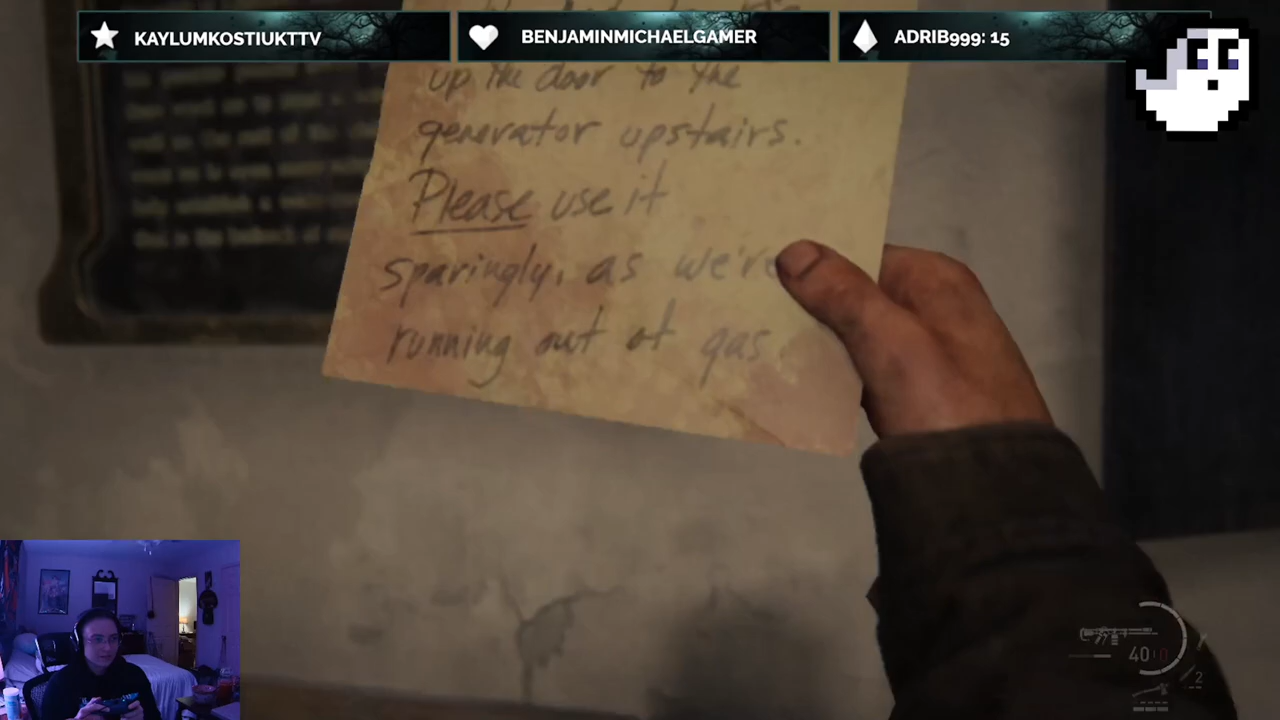 KAYLUMKOSTIUKTTV
BENJAMINMICHAELGAMER
ADRIB999: 15
up the door to the
generator upstairs.
Please use it
sparingly, as we're
running out of gas.
40
2